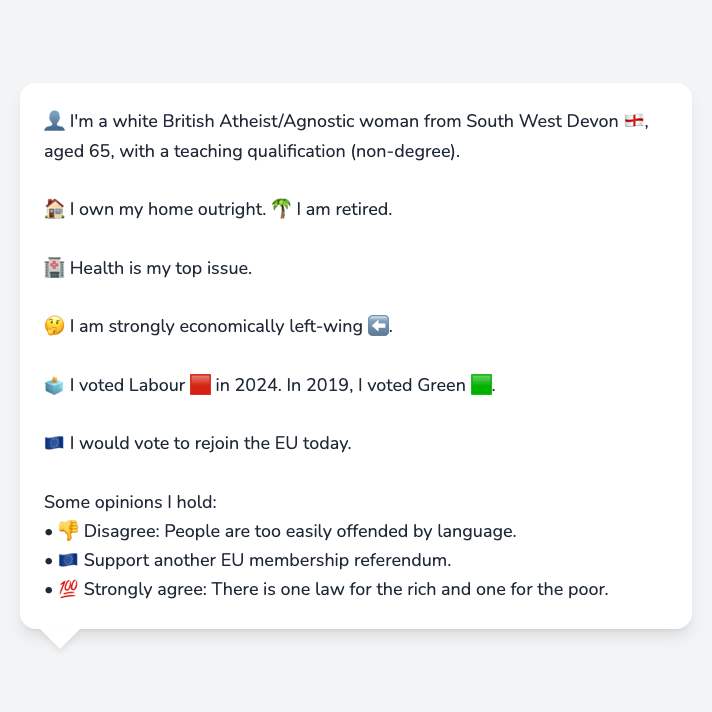 👤 I'm a white British Atheist/Agnostic woman from South West Devon 🏴󠁧󠁢󠁥󠁮󠁧󠁿,
aged 65, with a teaching qualification (non-degree).
🏠 I own my home outright. 🌴 I am retired.
🏥 Health is my top issue.
🤔 I am strongly economically left-wing ⬅️.
🗳️ I voted Labour 🟥 in 2024. In 2019, I voted Green 🟩.
🇪🇺 I would vote to rejoin the EU today.
Some opinions I hold:
• 👎 Disagree: People are too easily offended by language.
• 🇪🇺 Support another EU membership referendum.
• 💯 Strongly agree: There is one law for the rich and one for the poor.